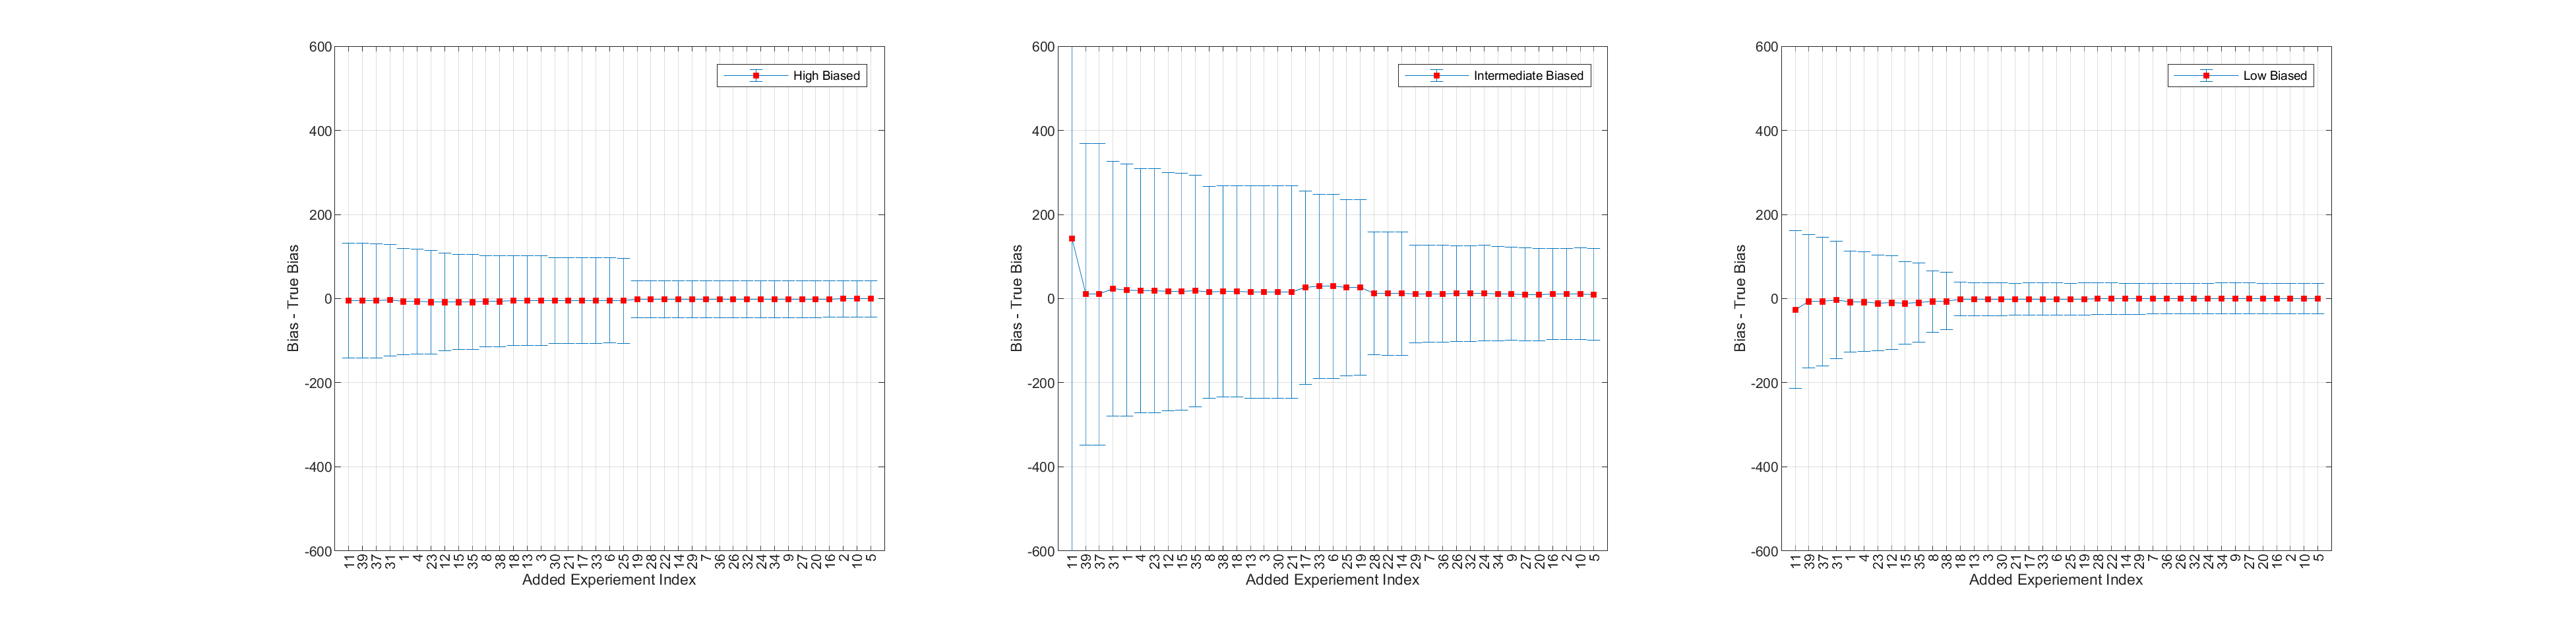 High Biased
600
400
200
0
-200
-400
-600
Bias - True Bias
11 39 37 31 1 4 23 12 15 35 8 38 18 13 3 30 21 17 33 6 25 19 28 22 14 29 7 36 26 32 24 34 9 27 20 16 2 10 5
Added Experiement Index
Intermediate Biased
600
400
200
0
-200
-400
-600
Bias - True Bias
11 39 37 31 1 4 23 12 15 35 8 38 18 13 3 30 21 17 33 6 25 19 28 22 14 29 7 36 26 32 24 34 9 27 20 16 2 10 5
Added Experiement Index
Low Biased
600
400
200
0
-200
-400
-600
Bias - True Bias
11 39 37 31 1 4 23 12 15 35 8 38 18 13 3 30 21 17 33 6 25 19 28 22 14 29 7 36 26 32 24 34 9 27 20 16 2 10 5
Added Experiement Index